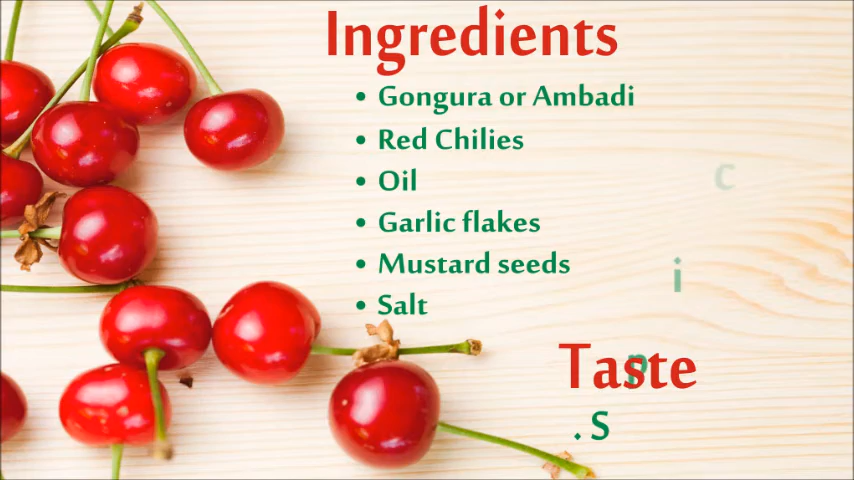 Ingredients
• Gongura or Ambadi
• Red Chilies
• Oil
• Garlic flakes
• Mustard seeds
• Salt
Taste
. S p i c